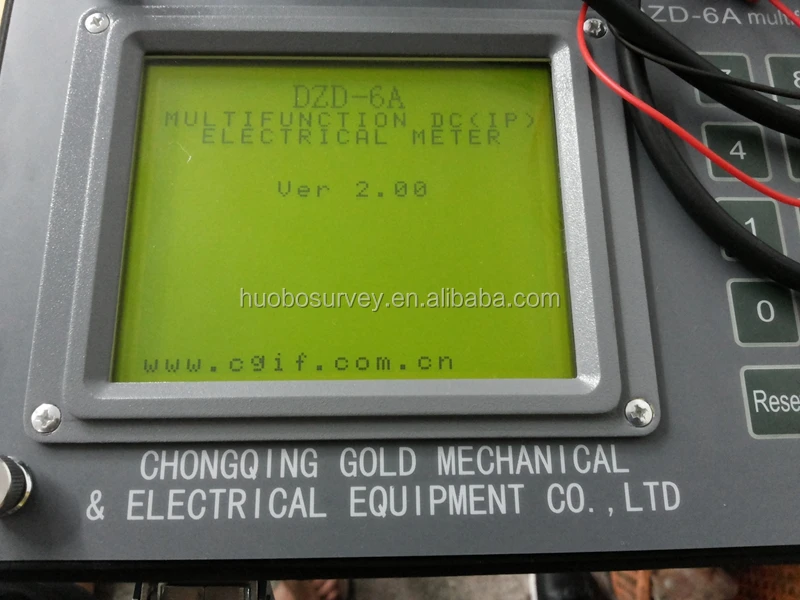 ZD-6A multif
DZD-6A
MULTIFUNCTION DC(IP)
ELECTRICAL METER
Ver 2.00
huobosurvey.en.alibaba.com
www.cgif.com.cn
4
1
0
Rese
CHONGQING GOLD MECHANICAL
& ELECTRICAL EQUIPMENT CO.,LTD